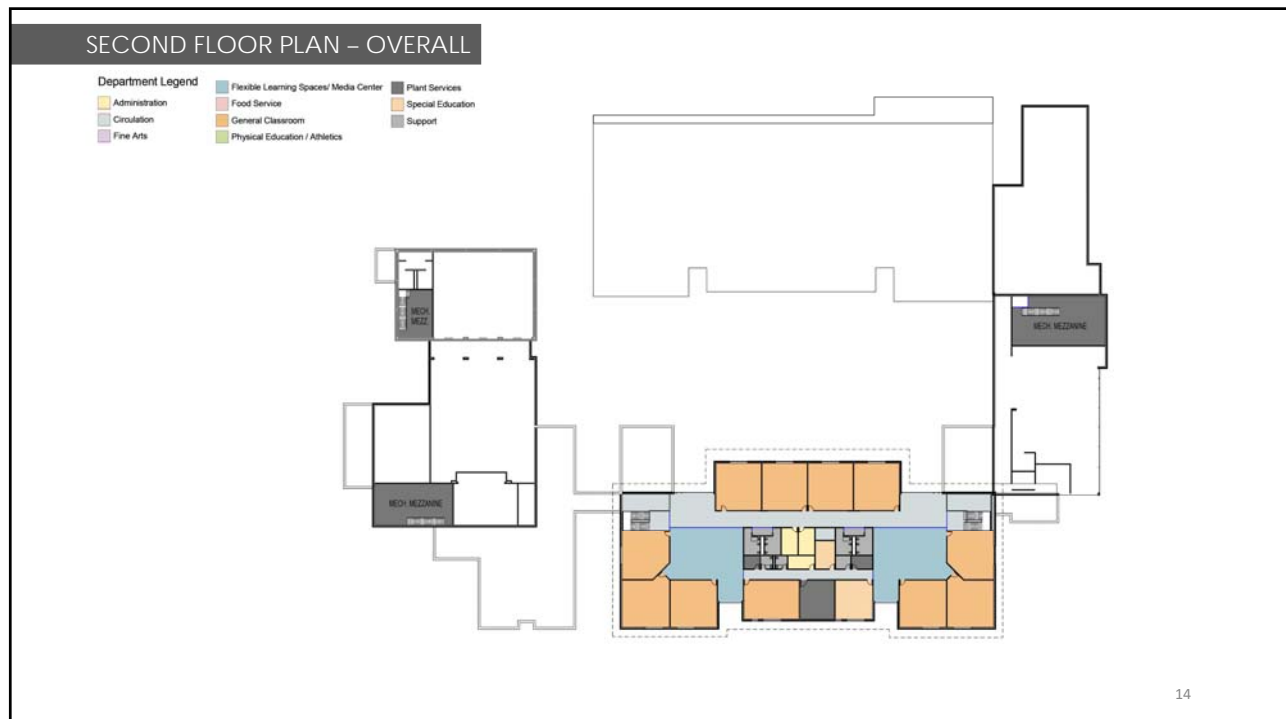 SECOND FLOOR PLAN – OVERALL
Department Legend
Administration
Circulation
Fine Arts
Flexible Learning Spaces/ Media Center
Food Service
General Classroom
Physical Education / Athletics
Plant Services
Special Education
Support
MECH.
MEZZ.
MECH. MEZZANINE
MECH. MEZZANINE
14